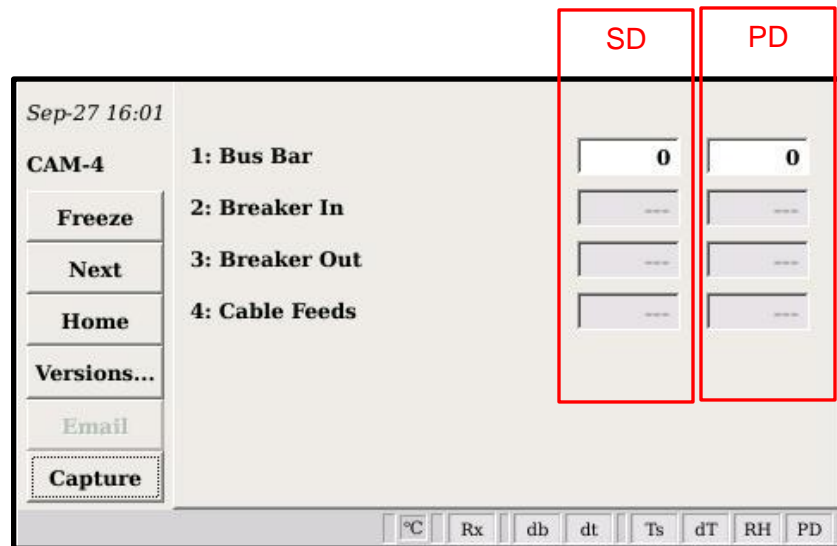 SD PD
Sep-27 16:01
CAM-4
1: Bus Bar 0 0
Freeze
2: Breaker In --- ---
Next
3: Breaker Out --- ---
Home
4: Cable Feeds --- ---
Versions...
Email
Capture
°C Rx db dt Ts dT RH PD